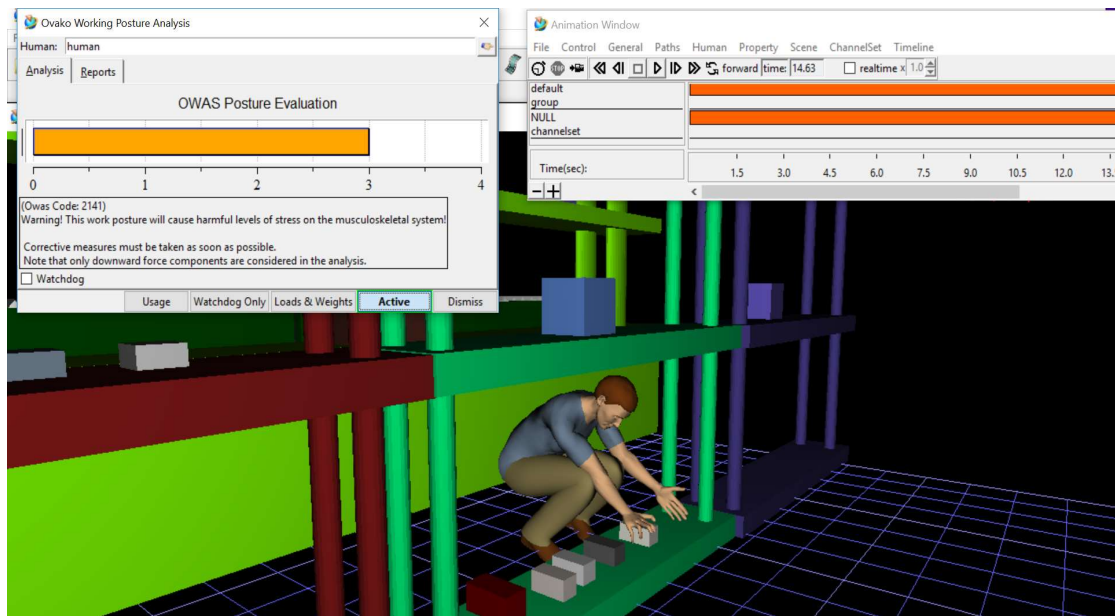 Ovako Working Posture Analysis
Human: human
Analysis Reports
OWAS Posture Evaluation
0 1 2 3 4
(Owas Code: 2141)
Warning! This work posture will cause harmful levels of stress on the musculoskeletal system!
Corrective measures must be taken as soon as possible.
Note that only downward force components are considered in the analysis.
Watchdog
Usage Watchdog Only Loads & Weights Active Dismiss
Animation Window
File Control General Paths Human Property Scene ChannelSet Timeline
forward time: 14.63 realtime x 1.0
default
group
NULL
channelset
Time(sec):
1.5 3.0 4.5 6.0 7.5 9.0 10.5 12.0 13.5